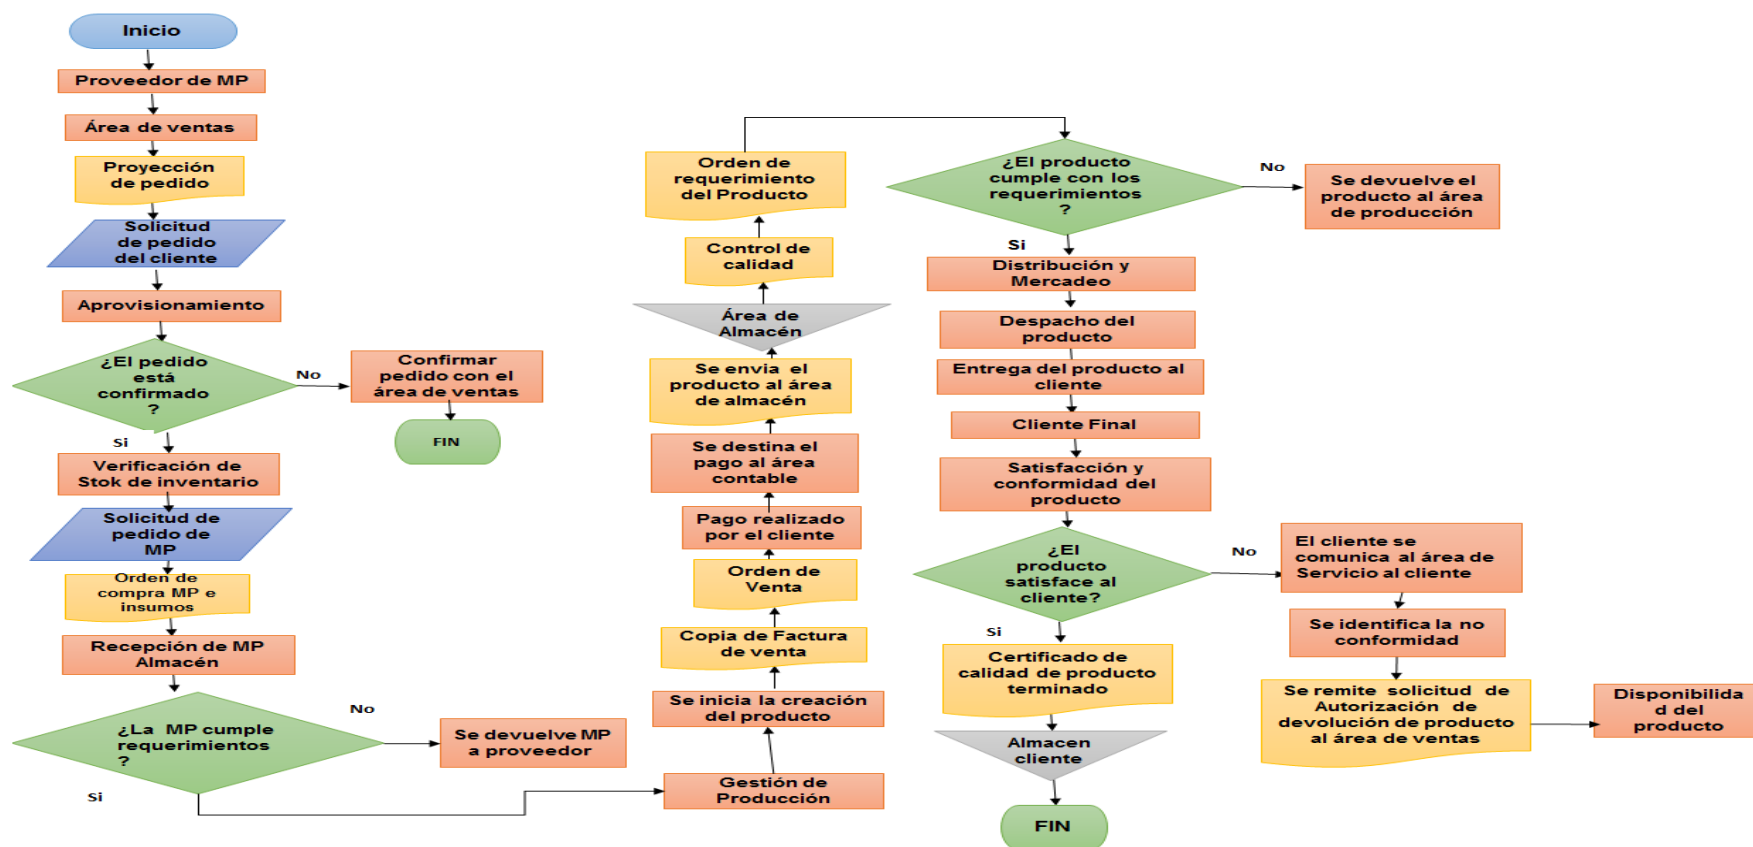 Inicio
Proveedor de MP
Área de ventas
Proyección
de pedido
Solicitud
de pedido
del cliente
Aprovisionamiento
¿El pedido
está
confirmado
?
No
Confirmar
pedido con el
área de ventas
FIN
Si
Verificación de
Stok de inventario
Solicitud de
pedido de
MP
Orden de
compra MP e
insumos
Recepción de MP
Almacén
¿La MP cumple
requerimientos
?
No
Se devuelve MP
a proveedor
Si
Gestión de
Producción
Se inicia la creación
del producto
Copia de Factura
de venta
Orden de
Venta
Pago realizado
por el cliente
Se destina el
pago al área
contable
Se envia el
producto al área
de almacén
Área de
Almacén
Control de
calidad
Orden de
requerimiento
del Producto
¿El producto
cumple con los
requerimientos
?
No
Se devuelve el
producto al área
de producción
Si
Distribución y
Mercadeo
Despacho del
producto
Entrega del producto al
cliente
Cliente Final
Satisfacción y
conformidad del
producto
¿El
producto
satisface al
cliente?
No
El cliente se
comunica al área de
Servicio al cliente
Se identifica la no
conformidad
Se remite solicitud de
Autorización de
devolución de producto
al área de ventas
Disponibilida
d del
producto
Si
Certificado de
calidad de producto
terminado
Almacen
cliente
FIN